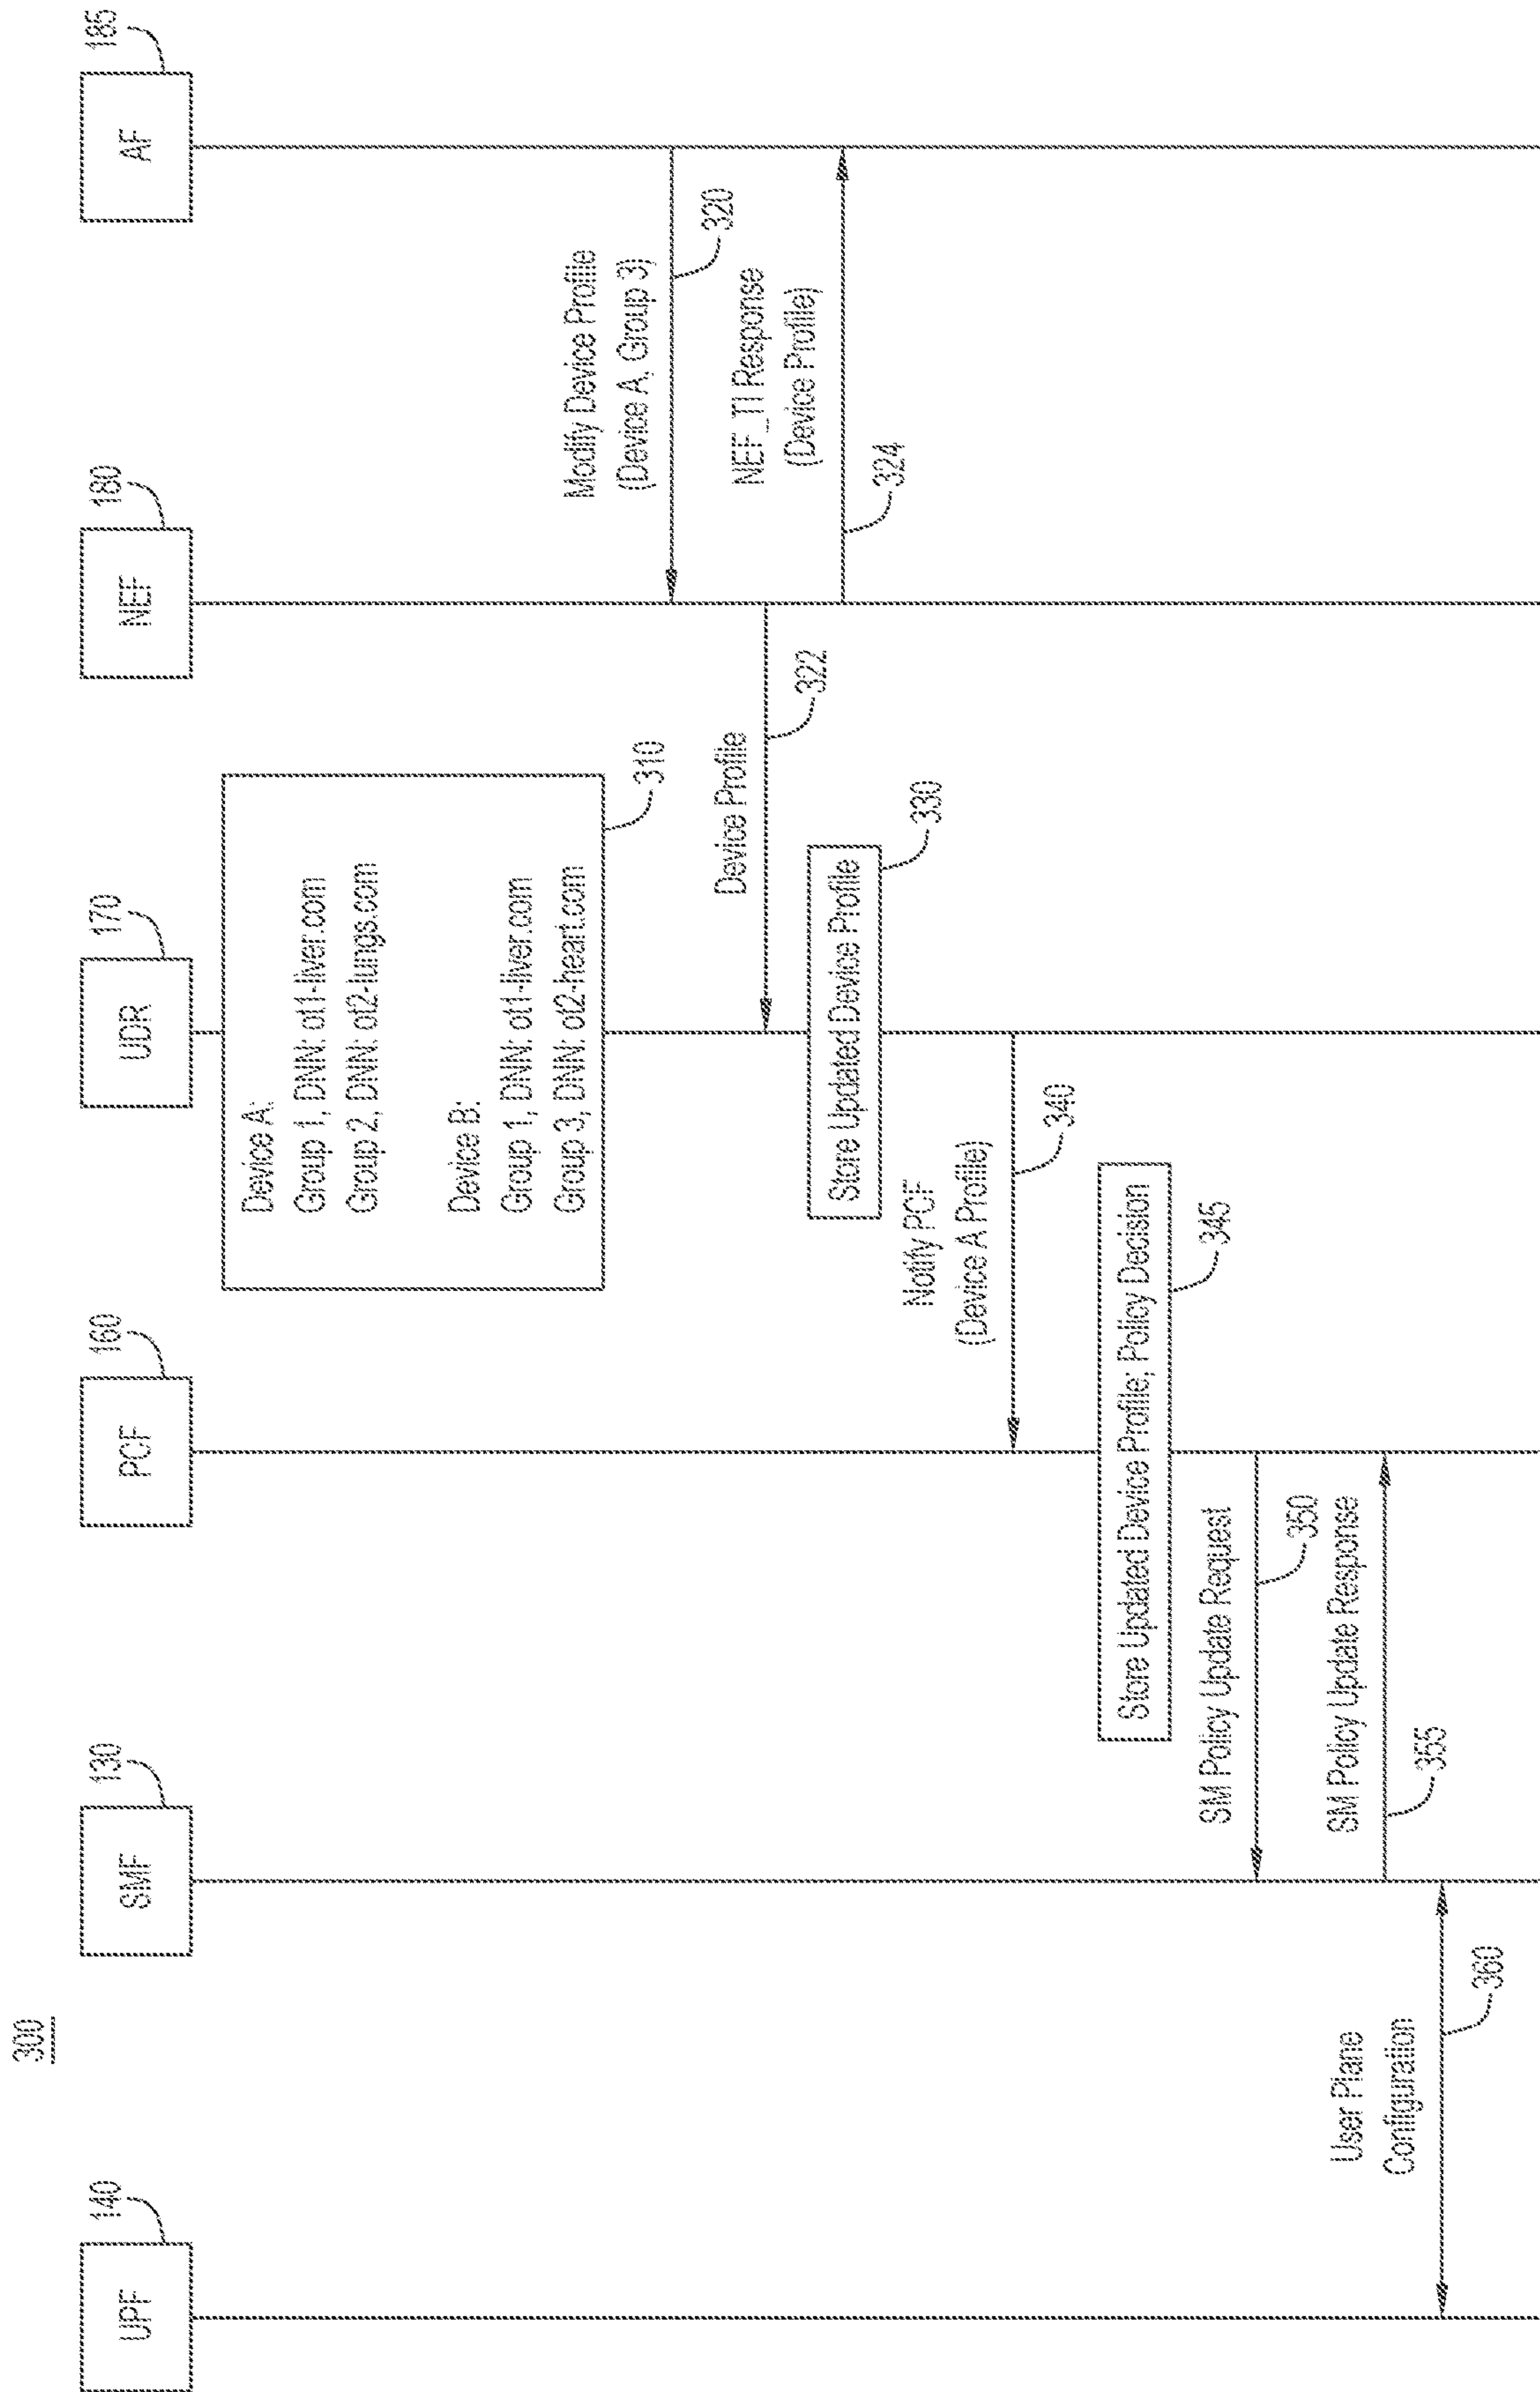 300
UPF
140
SMF
130
PCF
160
UDR
170
NEF
180
AF
185
Device A:
Group 1, DNN: ot1-liver.com
Group 2, DNN: ot2-lungs.com
Device B:
Group 1, DNN: ot1-liver.com
Group 3, DNN: ot2-heart.com
310
Modify Device Profile
(Device A, Group 3)
320
Device Profile
322
NEF_TI Response
(Device Profile)
324
Store Updated Device Profile
330
Notify PCF
(Device A Profile)
340
Store Updated Device Profile; Policy Decision
345
SM Policy Update Request
350
SM Policy Update Response
355
User Plane
Configuration
360